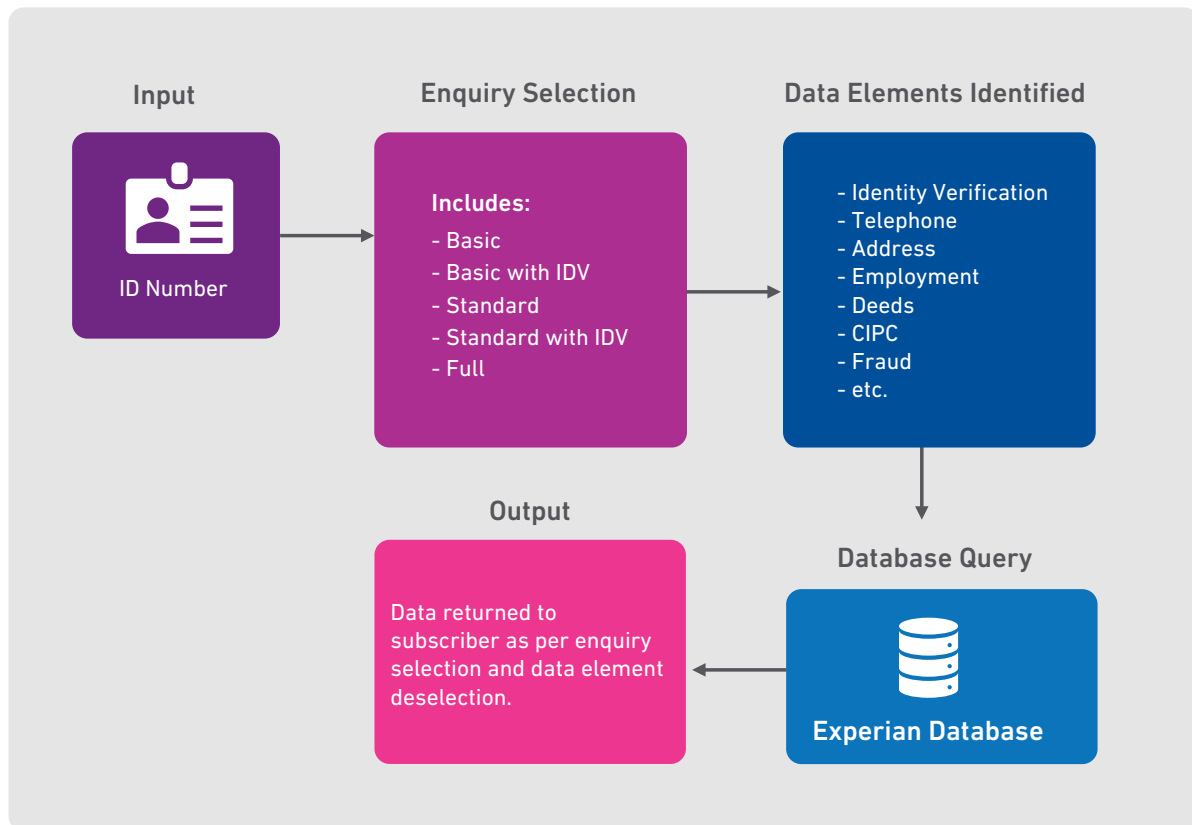 Input
ID Number
Enquiry Selection
Includes:
- Basic
- Basic with IDV
- Standard
- Standard with IDV
- Full
Data Elements Identified
- Identity Verification
- Telephone
- Address
- Employment
- Deeds
- CIPC
- Fraud
- etc.
Database Query
Experian Database
Output
Data returned to
subscriber as per enquiry
selection and data element
deselection.